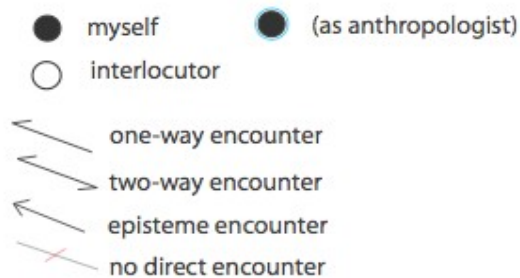 myself (as anthropologist)
interlocutor
one-way encounter
two-way encounter
episteme encounter
no direct encounter